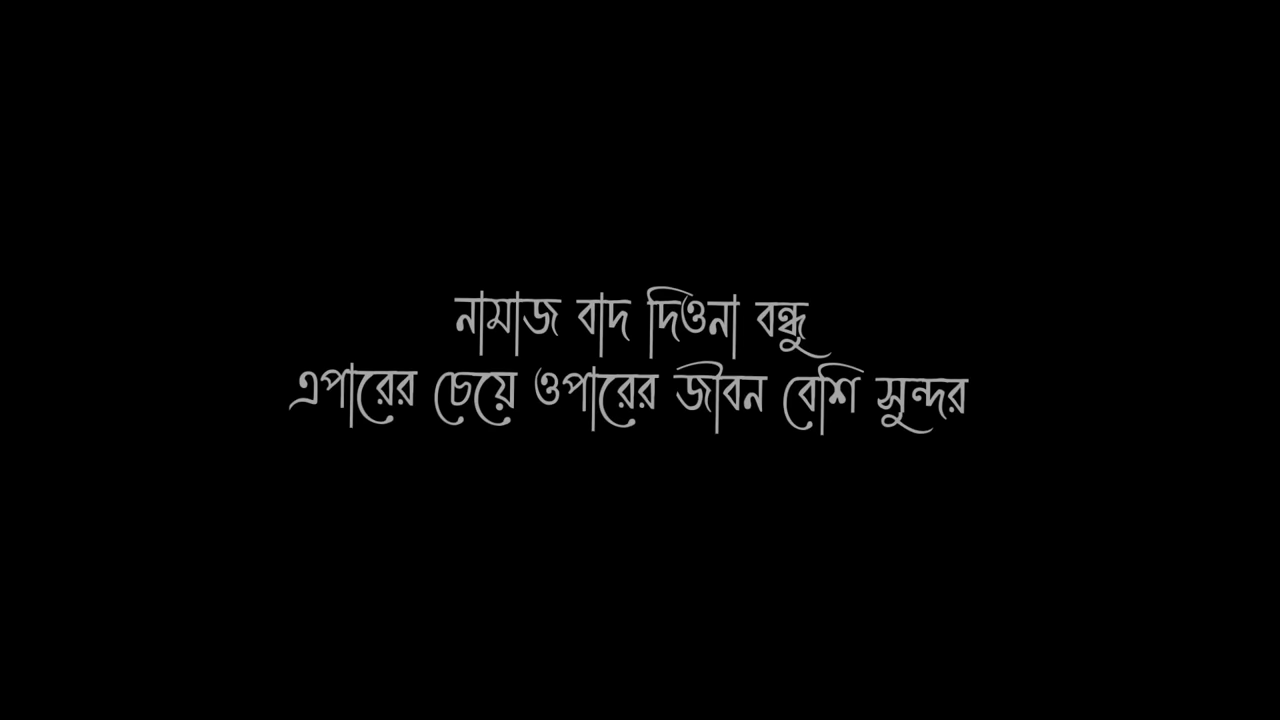 নামাজ বাদ দিওনা বন্ধু
এপারের চেয়ে ওপারের জীবন বেশি সুন্দর